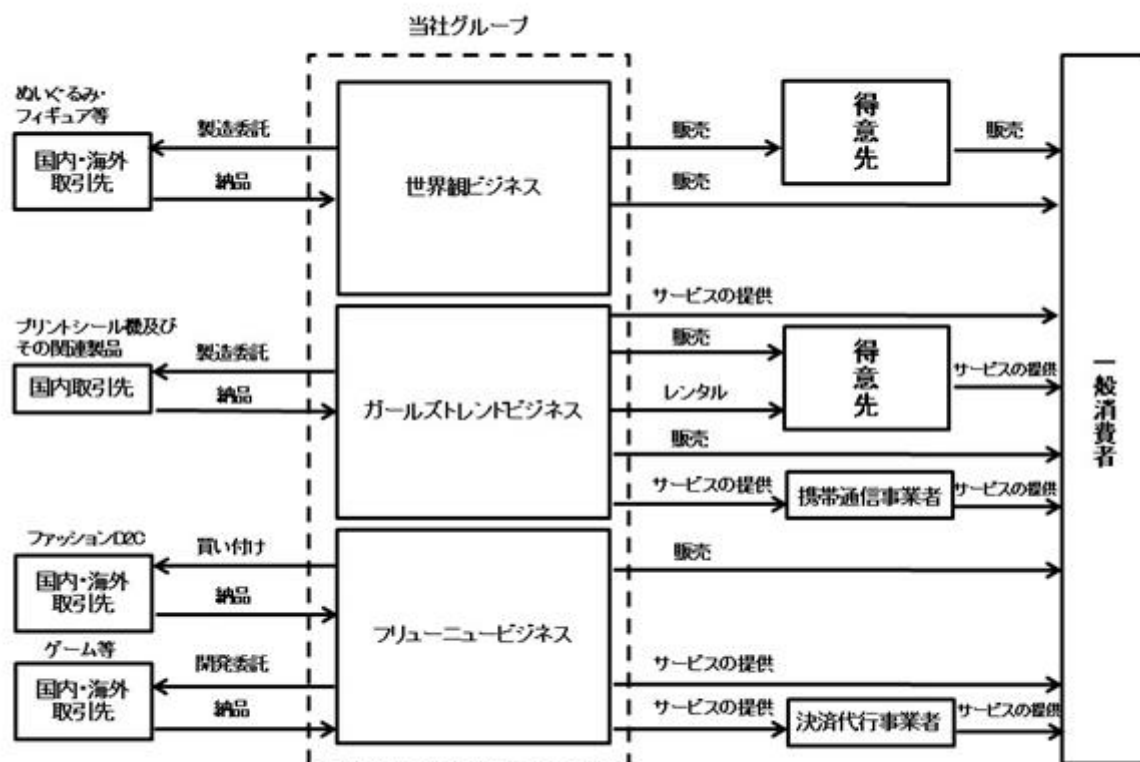 当社グループ
ぬいぐるみ・
フィギュア等
国内・海外
取引先
製造委託
納品
世界観ビジネス
販売
得意先
販売
販売
プリントシール機及び
その関連製品
国内取引先
製造委託
納品
ガールズトレンドビジネス
サービスの提供
販売
レンタル
得意先
サービスの提供
販売
サービスの提供
携帯通信事業者
サービスの提供
ファッションD2C
国内・海外
取引先
買い付け
納品
ゲーム等
国内・海外
取引先
開発委託
納品
フリューニュービジネス
販売
サービスの提供
サービスの提供
決済代行事業者
サービスの提供
一般消費者